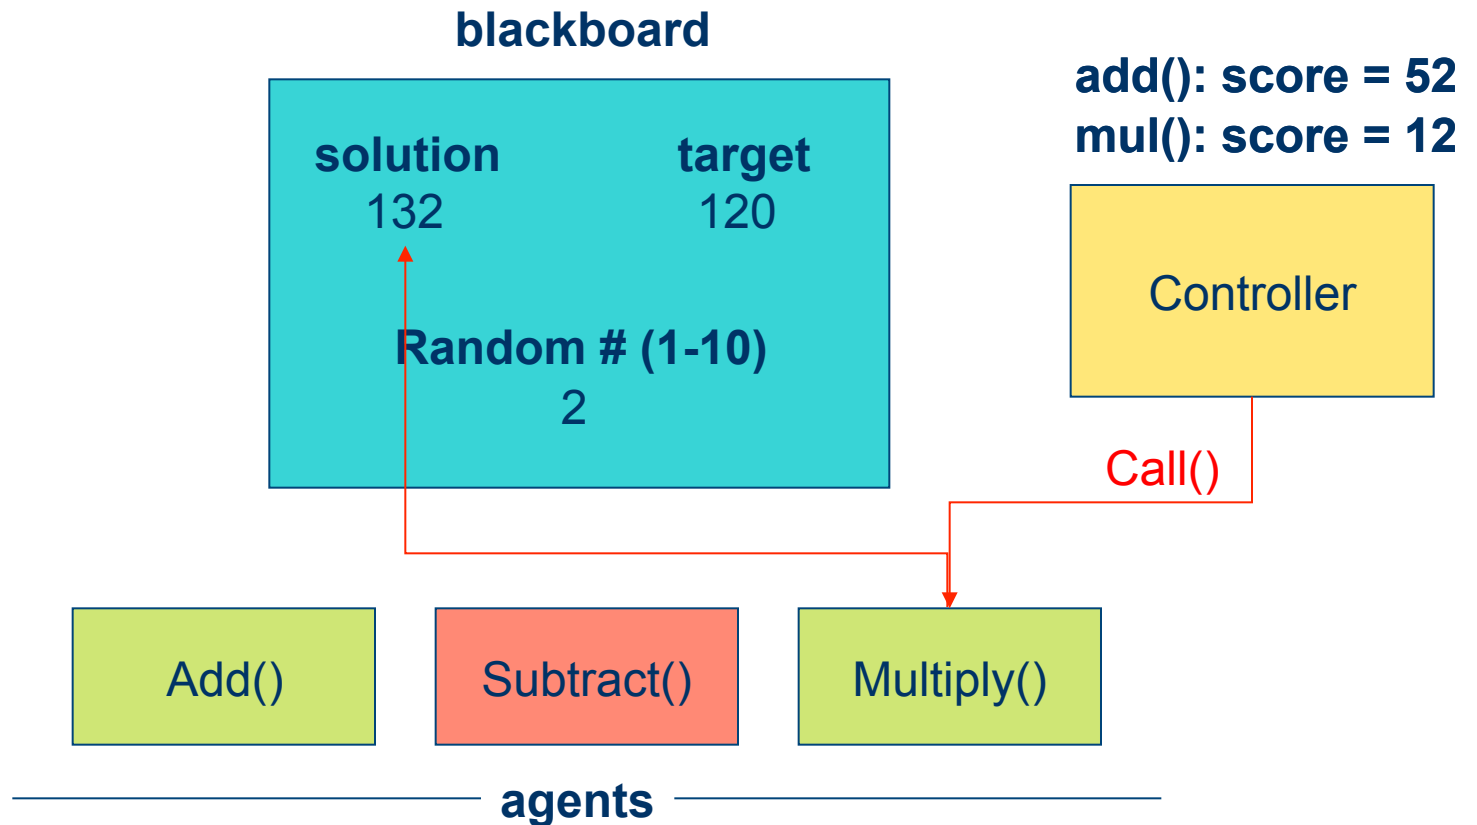 blackboard
add(): score = 52
mul(): score = 12
solution target
132 120
Random # (1-10)
2
Controller
Call()
Add() Subtract() Multiply()
agents